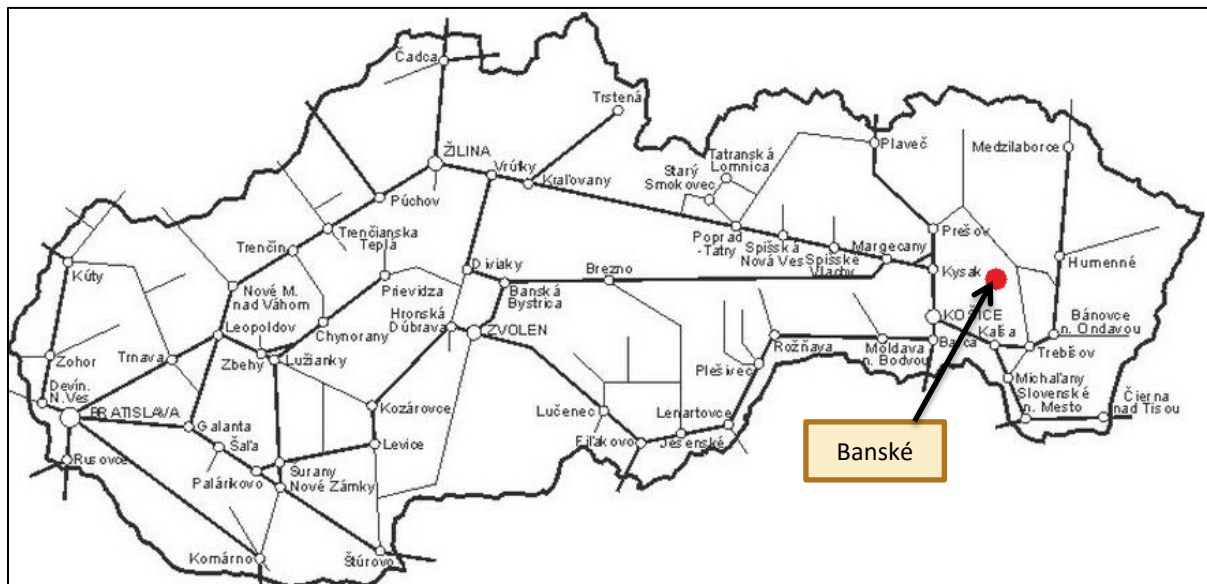 Čadca
Trstená
ŽILINA
Vrútky
Kraľovany
Púchov
Tatranská
Lomnica
Starý
Smokovec
Plaveč
Medzilaborce
Trenčianska
Teplá
Trenčín
Poprad
-Tatry
Spišská
Nová Ves
Spišské
Vlachy
Margecany
Prešov
Kysak
Humenné
Kúty
Nové M.
nad Váhom
Prievidza
Diviaky
Brezno
Banská
Bystrica
Hronská
Dúbrava
ZVOLEN
Leopoldov
Chynorany
Zbehy
Lužianky
Trnava
Zohor
Devín.
N.Ves
BRATISLAVA
Galanta
Šaľa
Rusovce
Palárikovo
Šurany
Nové Zámky
Kozárovce
Levice
Komárno
Štúrovo
Lučenec
Fiľakovo
Lenartovce
Jesenské
Plešivec
Rožňava
Moldava
n. Bodvou
KOŠICE
Barca
Kalša
Trebišov
Bánovce
n. Ondavou
Michaľany
Slovenské
n. Mesto
Čierna
nad Tisou
Banské